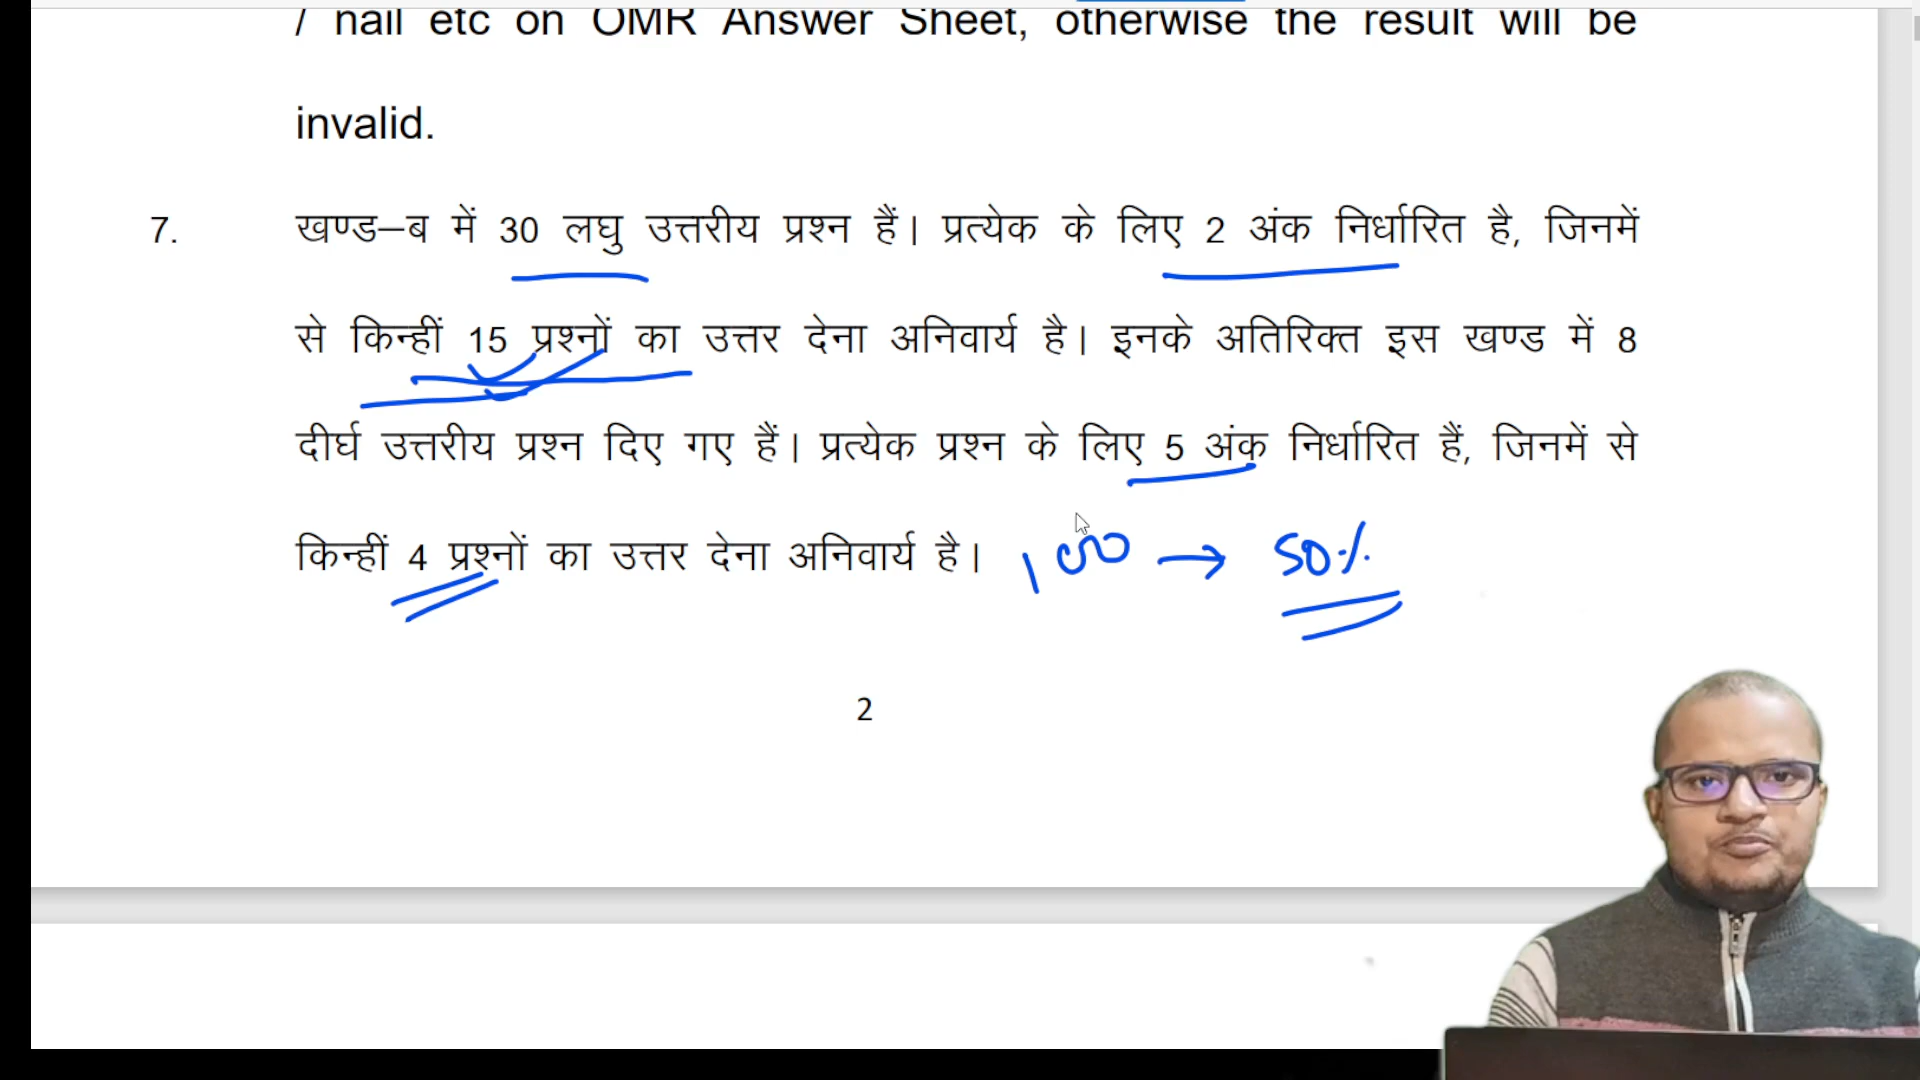 / nail etc on OMR Answer Sheet, otherwise the result will be
invalid.
7. खण्ड–ब में 30 लघु उत्तरीय प्रश्न हैं। प्रत्येक के लिए 2 अंक निर्धारित है, जिनमें
से किन्हीं 15 प्रश्नों का उत्तर देना अनिवार्य है। इनके अतिरिक्त इस खण्ड में 8
दीर्घ उत्तरीय प्रश्न दिए गए हैं। प्रत्येक प्रश्न के लिए 5 अंक निर्धारित हैं, जिनमें से
किन्हीं 4 प्रश्नों का उत्तर देना अनिवार्य है। 100 → 50%
2